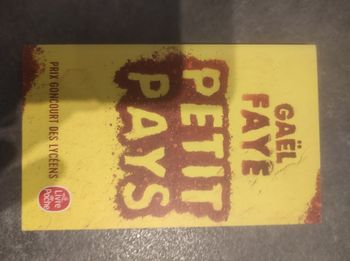 GAËL
FAYE
PETIT
PAYS
PRIX GONCOURT DES LYCÉENS
Le
Livre
de
Poche